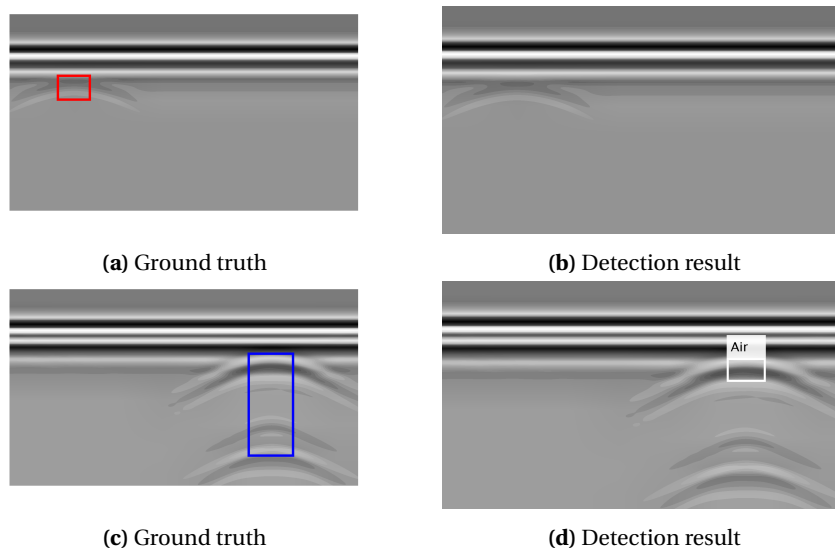 (a) Ground truth
(b) Detection result
Air
(c) Ground truth
(d) Detection result